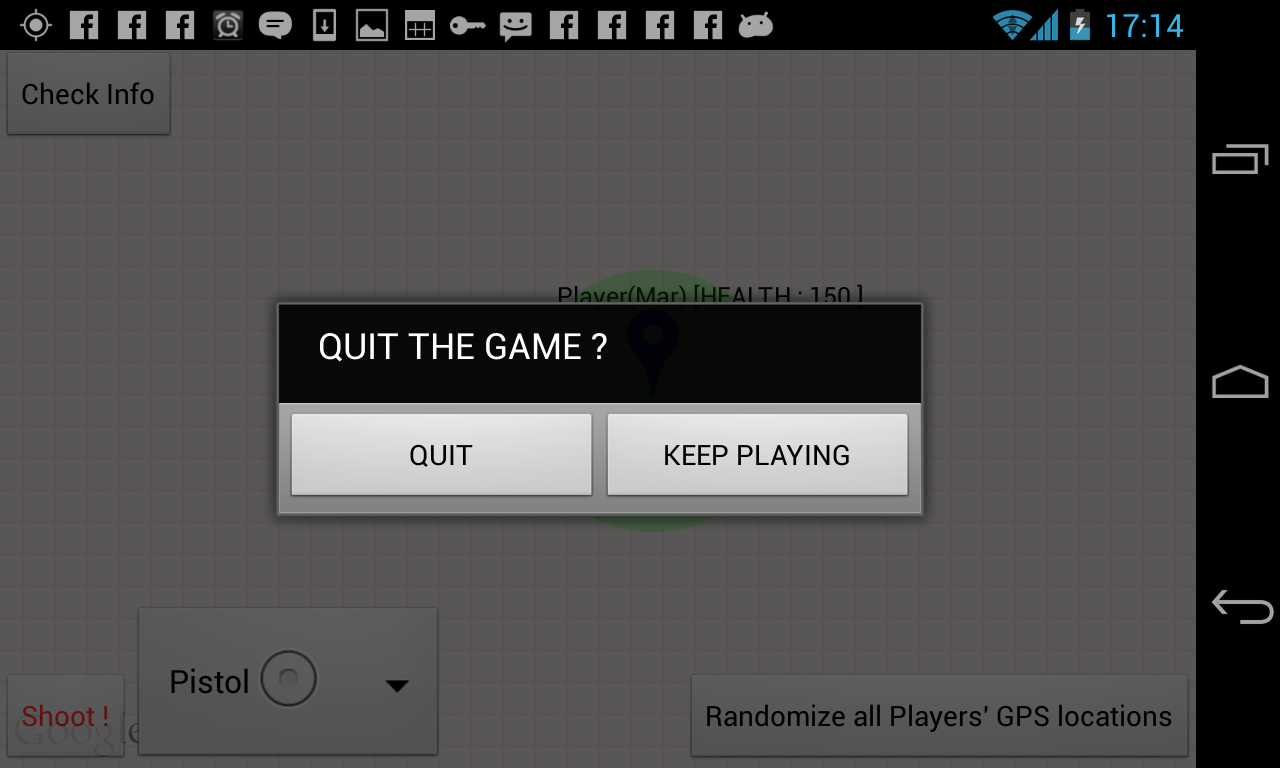 17:14
Check Info
Player(Mar) [HEALTH : 150 ]
QUIT THE GAME ?
QUIT
KEEP PLAYING
Pistol
Shoot !
Google
Randomize all Players' GPS locations